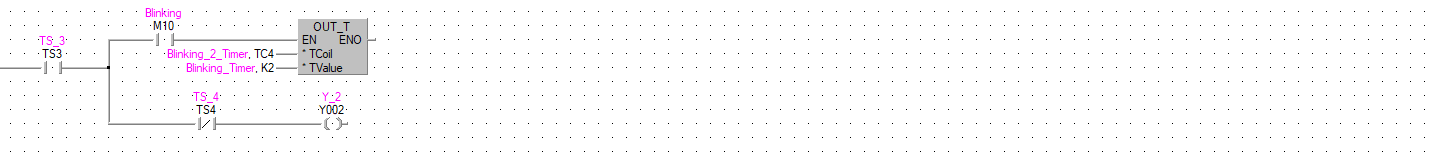 Blinking
M10
OUT_T
EN ENO
TS_3
TS3
Blinking_2_Timer, TC4 * TCoil
Blinking_Timer, K2 * TValue
TS_4
TS4
Y_2
Y002